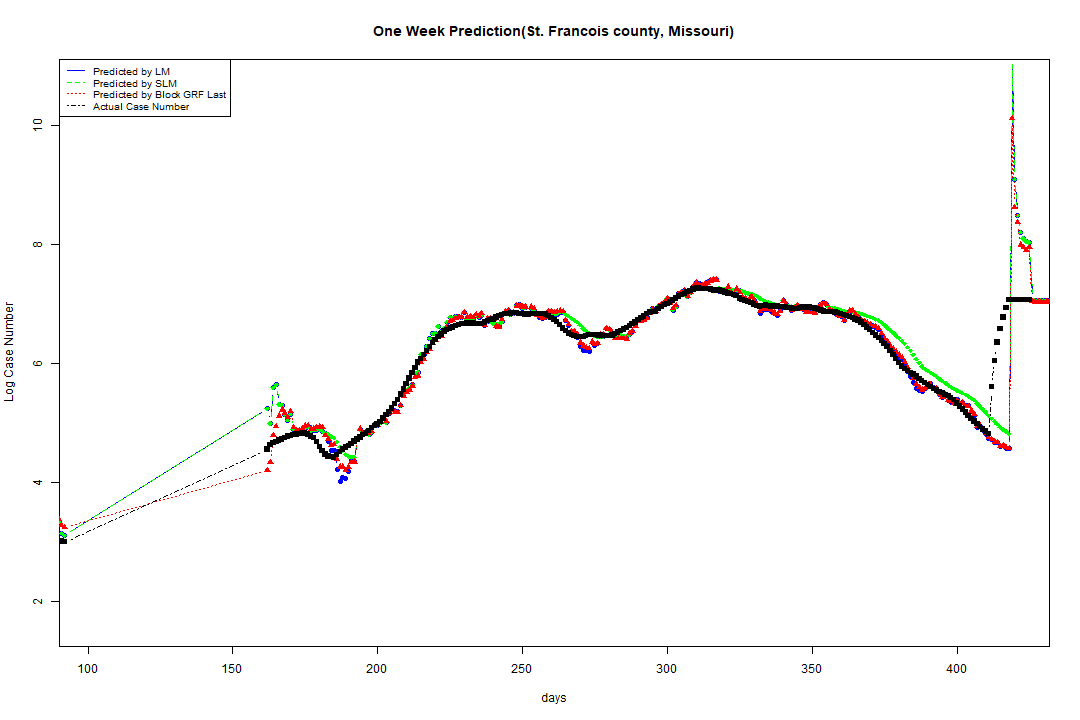 One Week Prediction(St. Francois county, Missouri)
Predicted by LM
Predicted by SLM
Predicted by Block GRF Last
Actual Case Number
10
8
6
4
2
Log Case Number
100 150 200 250 300 350 400
days